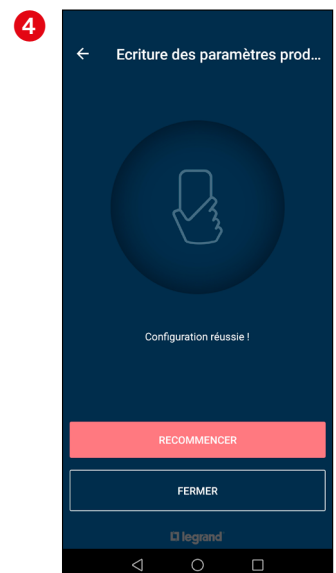 4
Ecriture des paramètres prod...
Configuration réussie !
RECOMMENCER
FERMER
legrand